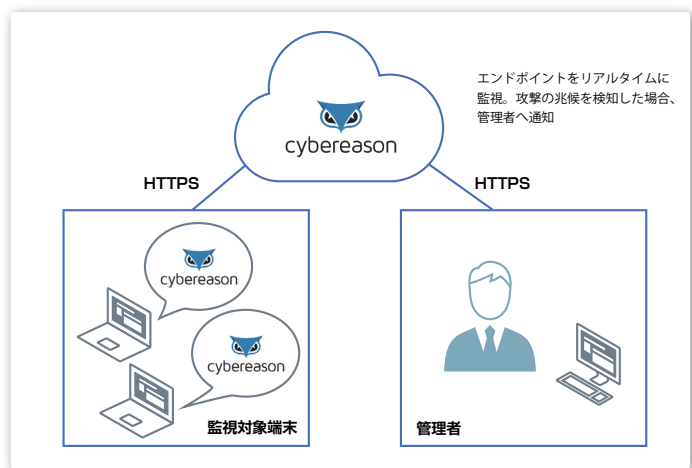 cybereason
エンドポイントをリアルタイムに
監視。攻撃の兆候を検知した場合、
管理者へ通知
HTTPS
HTTPS
cybereason
cybereason
監視対象端末
管理者